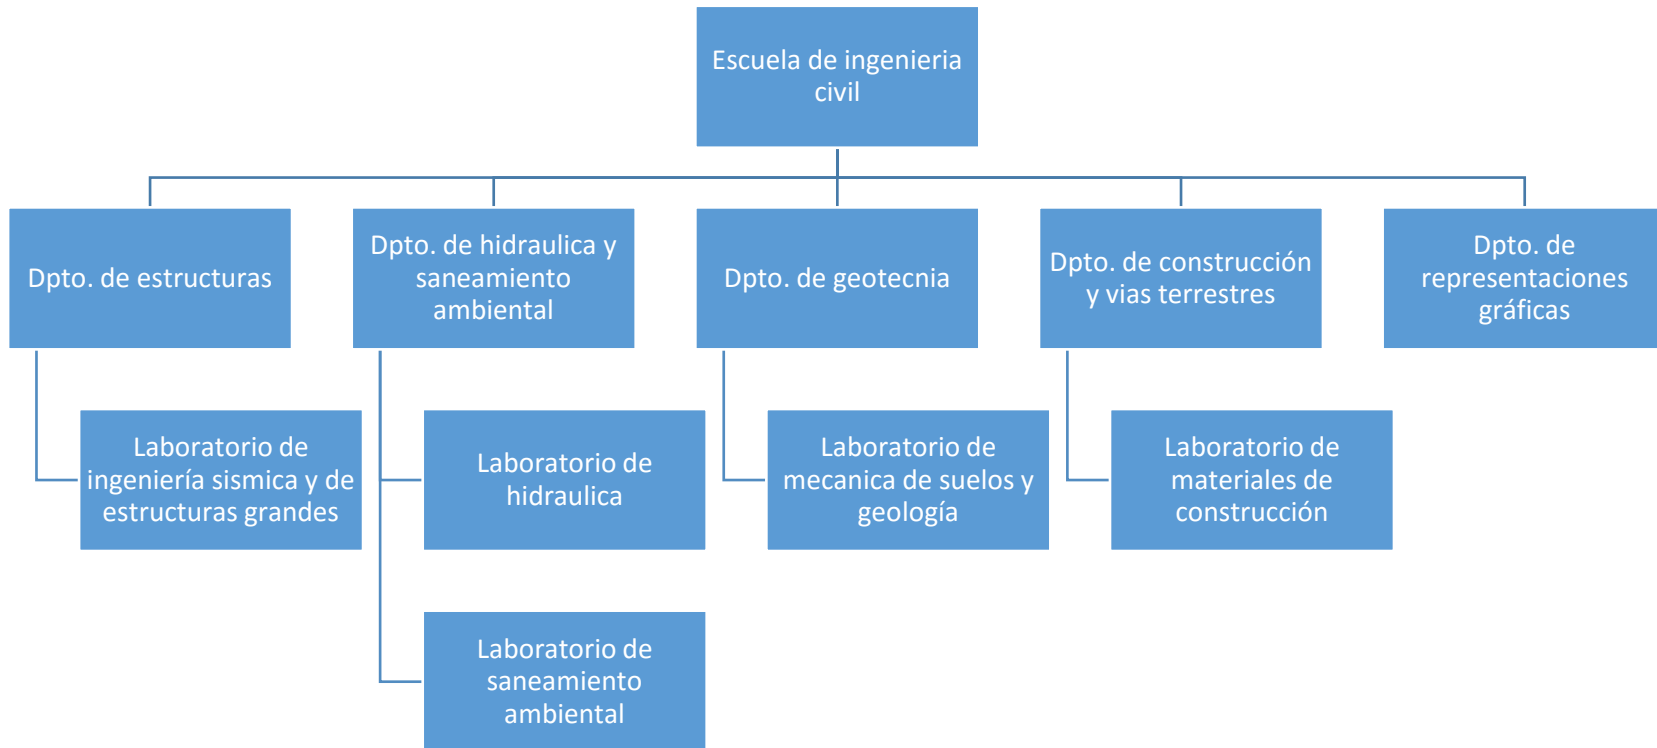 Escuela de ingenieria
civil
Dpto. de estructuras
Dpto. de hidraulica y
saneamiento
ambiental
Dpto. de geotecnia
Dpto. de construcción
y vias terrestres
Dpto. de
representaciones
gráficas
Laboratorio de
ingeniería sismica y de
estructuras grandes
Laboratorio de
hidraulica
Laboratorio de
mecanica de suelos y
geología
Laboratorio de
materiales de
construcción
Laboratorio de
saneamiento
ambiental